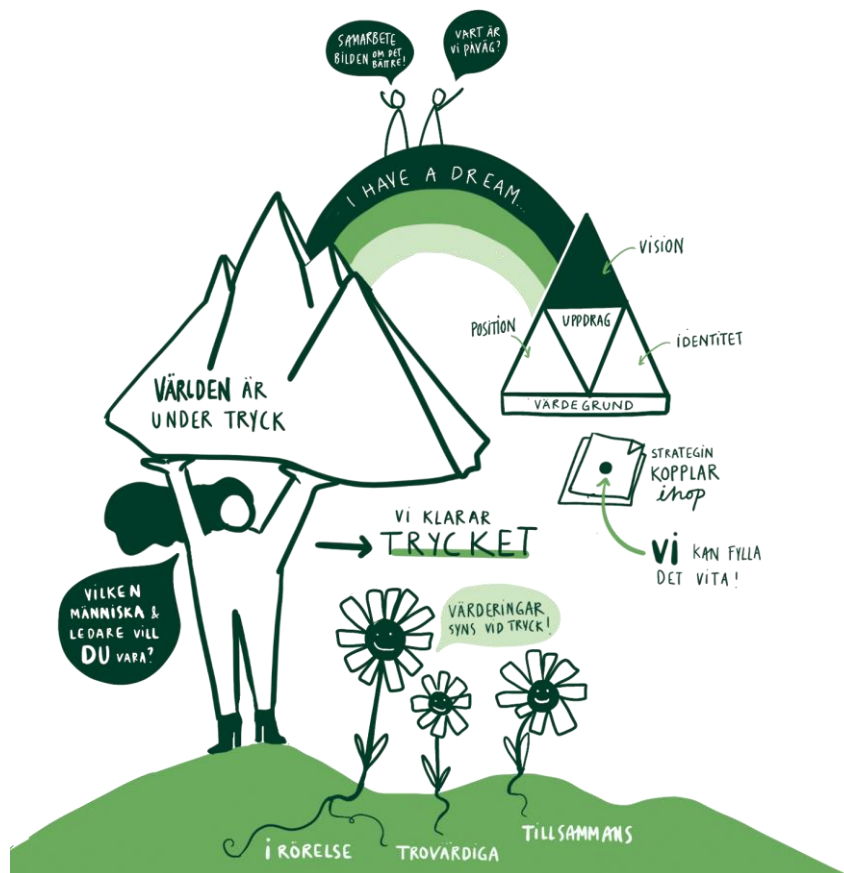 SAMARBETE
BILDEN OM DET
BÄTTRE!
VART ÄR
VI PÅVÄG?
I HAVE A DREAM...
VISION
POSITION
UPPDRAG
IDENTITET
VÄRDEGRUND
VÄRLDEN ÄR
UNDER TRYCK
STRATEGIN
KOPPLAR
ihop
VI KLARAR
TRYCKET
VI KAN FYLLA
DET VITA!
VILKEN
MÄNNISKA &
LEDARE VILL
DU VARA?
VÄRDERINGAR
SYNS VID TRYCK!
I RÖRELSE
TROVÄRDIGA
TILLSAMMANS